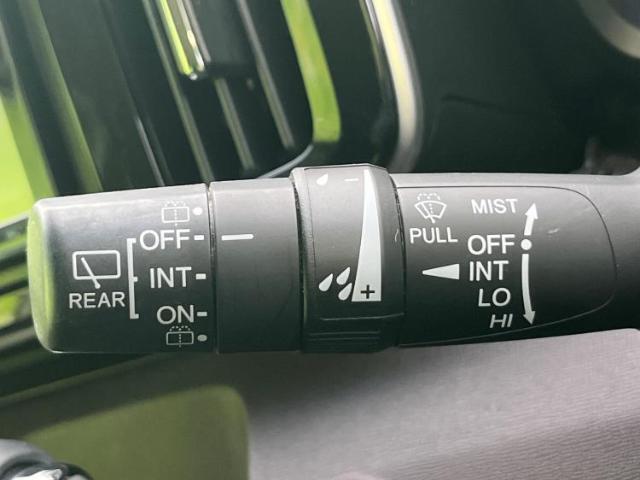 REAR
OFF
INT
ON
−
+
PULL
MIST
OFF
INT
LO
HI